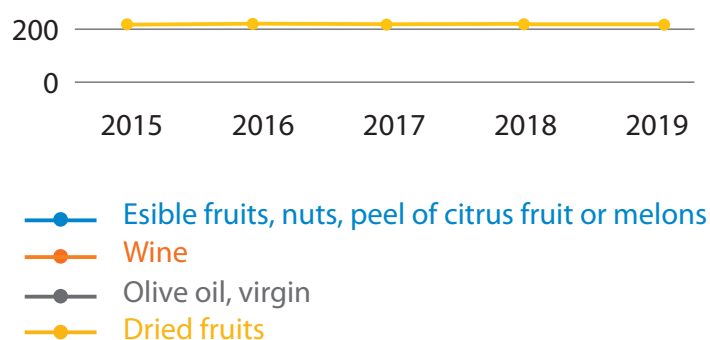 200
0
2015 2016 2017 2018 2019
Esible fruits, nuts, peel of citrus fruit or melons
Wine
Olive oil, virgin
Dried fruits